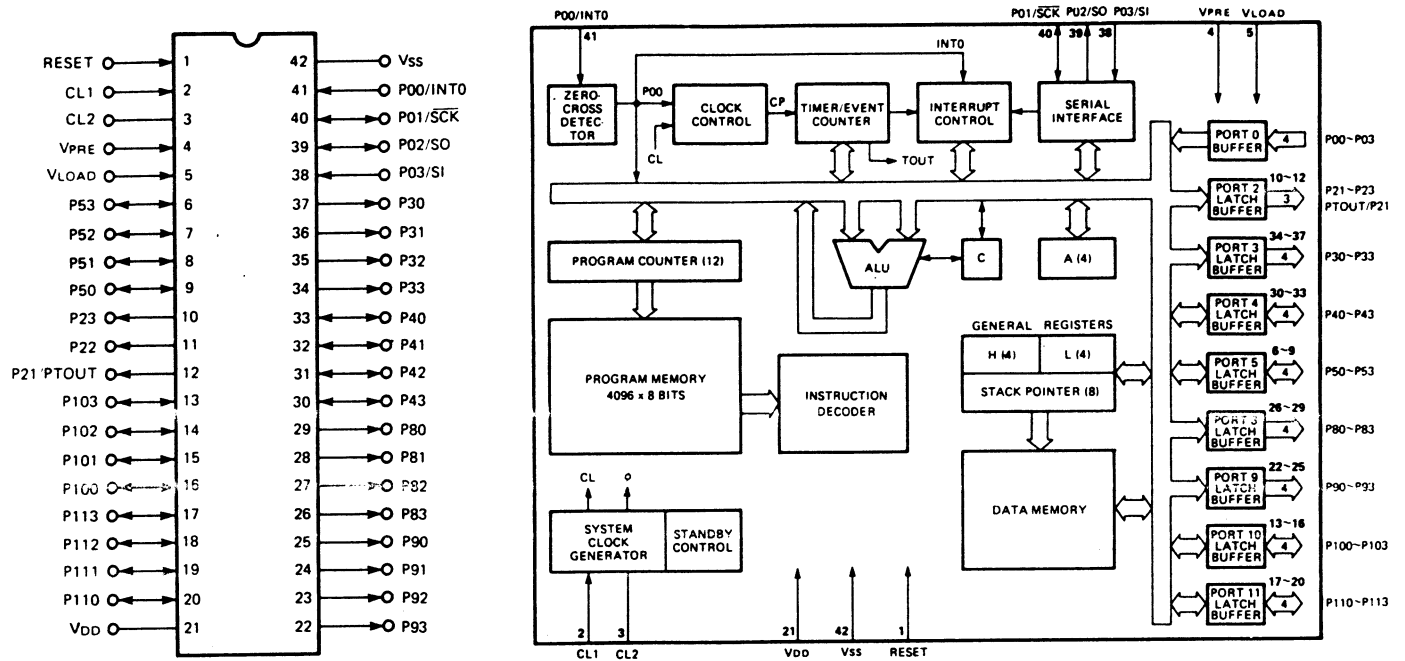 RESET 1 42 Vss
CL1 2 41 P00/INT0
CL2 3 40 P01/SCK
VPRE 4 39 P02/SO
VLOAD 5 38 P03/SI
P53 6 37 P30
P52 7 36 P31
P51 8 35 P32
P50 9 34 P33
P23 10 33 P40
P22 11 32 P41
P21 PTOUT 12 31 P42
P103 13 30 P43
P102 14 29 P80
P101 15 28 P81
P100 16 27 P82
P113 17 26 P83
P112 18 25 P90
P111 19 24 P91
P110 20 23 P92
VDD 21 22 P93
P00/INT0
41
P01/SCK P02/SO P03/SI
40 39 38
VPRE VLOAD
4 5
INT0
ZERO-
CROSS
DETEC-
TOR
P00
CL
CLOCK
CONTROL
CP
TIMER/EVENT
COUNTER
TOUT
INTERRUPT
CONTROL
SERIAL
INTERFACE
PROGRAM COUNTER (12)
ALU
C
A (4)
PROGRAM MEMORY
4096 x 8 BITS
INSTRUCTION
DECODER
GENERAL REGISTERS
H (4) L (4)
STACK POINTER (8)
DATA MEMORY
CL
SYSTEM
CLOCK
GENERATOR
STANDBY
CONTROL
2 3
CL1 CL2
21 42 1
VDD Vss RESET
PORT 0
BUFFER
4
P00~P03
PORT 2
LATCH
BUFFER
10~12
3
P21~P23
PTOUT/P21
PORT 3
LATCH
BUFFER
34~37
4
P30~P33
PORT 4
LATCH
BUFFER
30~33
4
P40~P43
PORT 5
LATCH
BUFFER
6~9
4
P50~P53
PORT
LATCH
BUFFER
26~29
4
P80~P83
PORT 9
LATCH
BUFFER
22~25
4
P90~P93
PORT 10
LATCH
BUFFER
13~16
4
P100~P103
PORT 11
LATCH
BUFFER
17~20
4
P110~P113